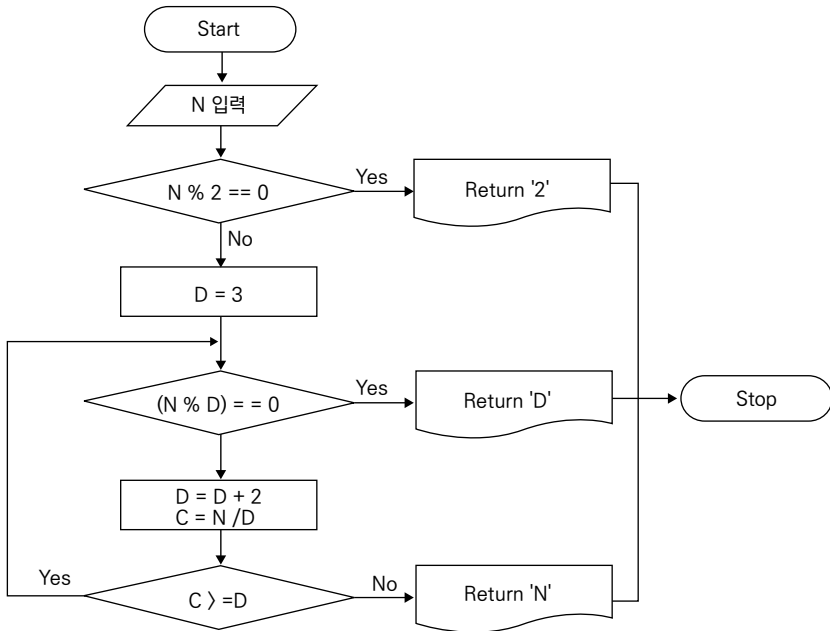 Start
N 입력
N % 2 == 0
Yes
Return '2'
No
D = 3
(N % D) = = 0
Yes
Return 'D'
Stop
D = D + 2
C = N /D
Yes
C 〉=D
No
Return 'N'